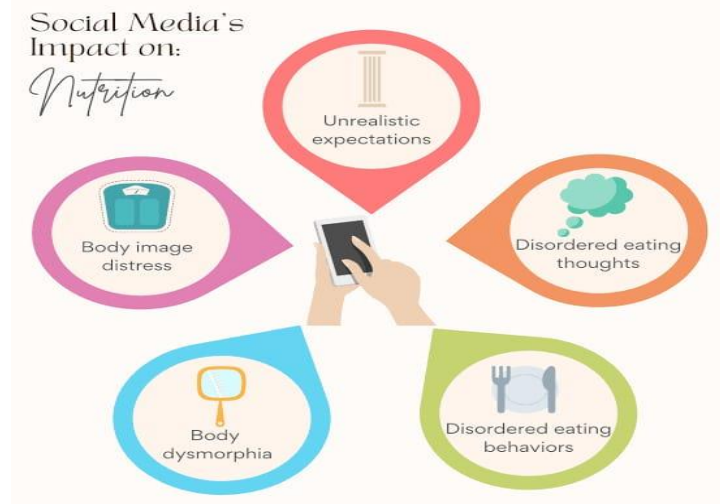 Social Media's
Impact on:
Nutrition
Unrealistic
expectations
Body image
distress
Disordered eating
thoughts
Body
dysmorphia
Disordered eating
behaviors